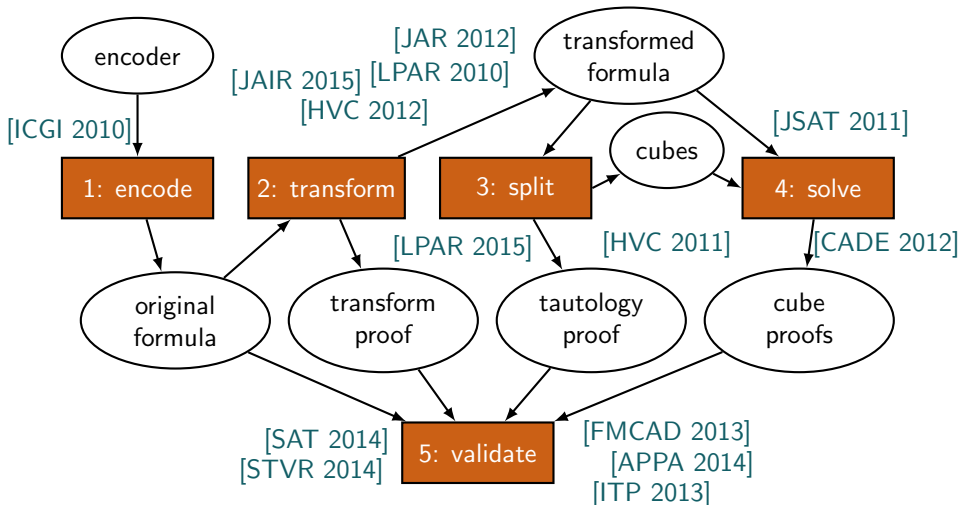 encoder
[JAR 2012]
[LPAR 2010]
[JAIR 2015]
[HVC 2012]
transformed
formula
[ICGI 2010]
[JSAT 2011]
cubes
1: encode
2: transform
3: split
4: solve
[LPAR 2015]
[HVC 2011]
[CADE 2012]
original
formula
transform
proof
tautology
proof
cube
proofs
[SAT 2014]
[STVR 2014]
5: validate
[FMCAD 2013]
[APPA 2014]
[ITP 2013]